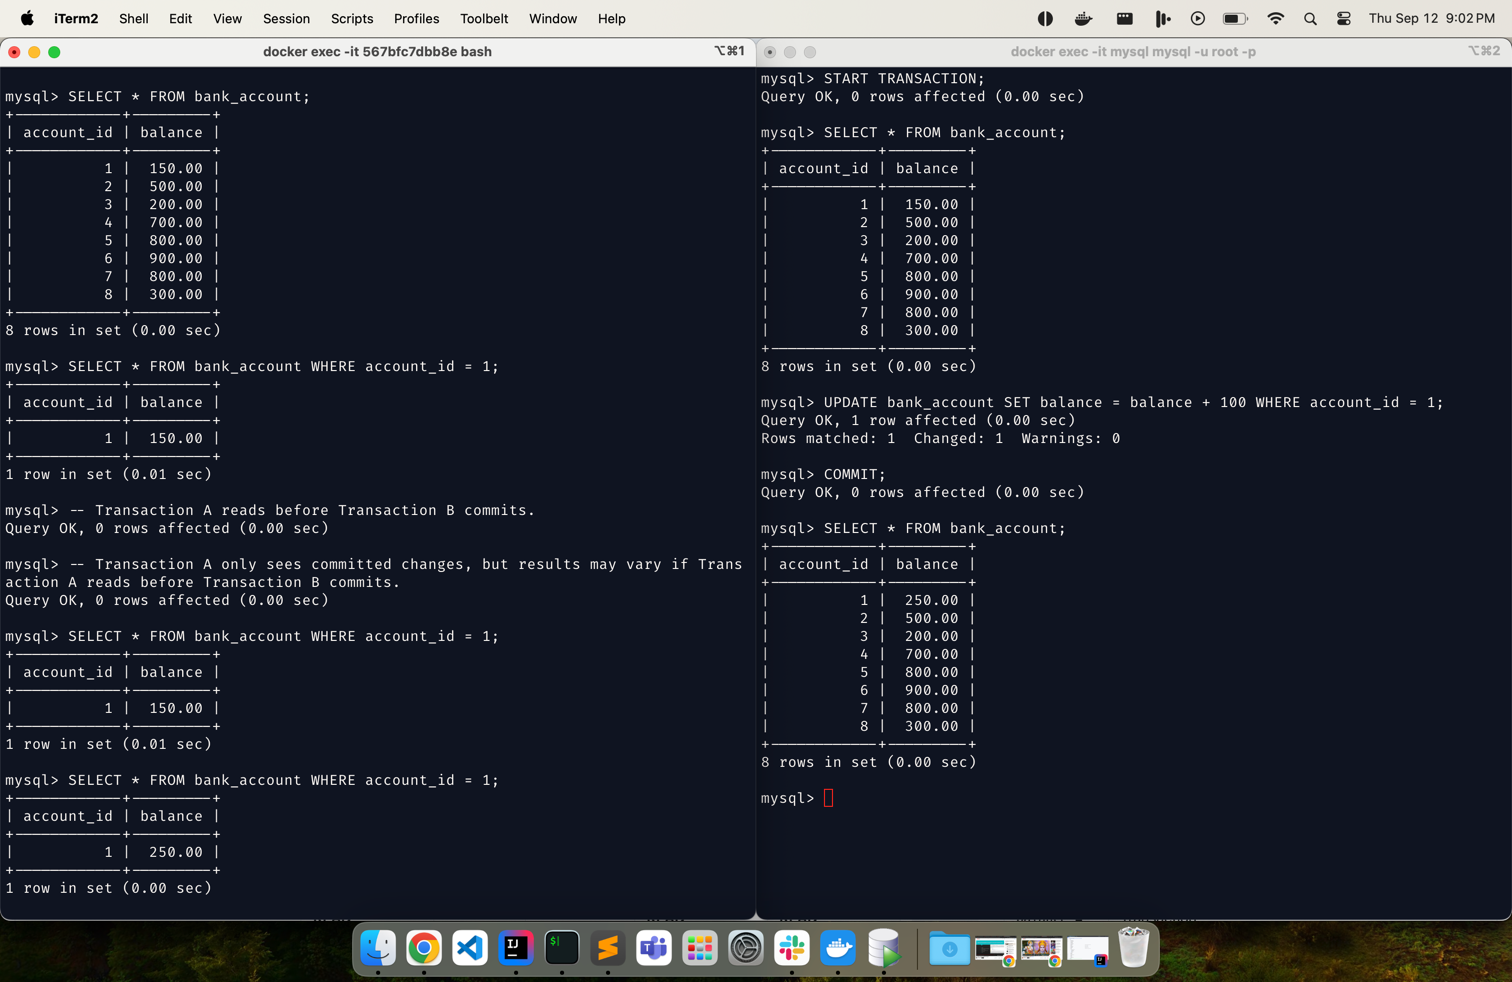 iTerm2 Shell Edit View Session Scripts Profiles Toolbelt Window Help Thu Sep 12 9:02 PM
docker exec -it 567bfc7dbb8e bash ⌥⌘1
mysql> SELECT * FROM bank_account;
+------------+---------+
| account_id | balance |
+------------+---------+
| 1 | 150.00 |
| 2 | 500.00 |
| 3 | 200.00 |
| 4 | 700.00 |
| 5 | 800.00 |
| 6 | 900.00 |
| 7 | 800.00 |
| 8 | 300.00 |
+------------+---------+
8 rows in set (0.00 sec)
mysql> SELECT * FROM bank_account WHERE account_id = 1;
+------------+---------+
| account_id | balance |
+------------+---------+
| 1 | 150.00 |
+------------+---------+
1 row in set (0.01 sec)
mysql> -- Transaction A reads before Transaction B commits.
Query OK, 0 rows affected (0.00 sec)
mysql> -- Transaction A only sees committed changes, but results may vary if Trans
action A reads before Transaction B commits.
Query OK, 0 rows affected (0.00 sec)
mysql> SELECT * FROM bank_account WHERE account_id = 1;
+------------+---------+
| account_id | balance |
+------------+---------+
| 1 | 150.00 |
+------------+---------+
1 row in set (0.01 sec)
mysql> SELECT * FROM bank_account WHERE account_id = 1;
+------------+---------+
| account_id | balance |
+------------+---------+
| 1 | 250.00 |
+------------+---------+
1 row in set (0.00 sec)
docker exec -it mysql mysql -u root -p ⌥⌘2
mysql> START TRANSACTION;
Query OK, 0 rows affected (0.00 sec)
mysql> SELECT * FROM bank_account;
+------------+---------+
| account_id | balance |
+------------+---------+
| 1 | 150.00 |
| 2 | 500.00 |
| 3 | 200.00 |
| 4 | 700.00 |
| 5 | 800.00 |
| 6 | 900.00 |
| 7 | 800.00 |
| 8 | 300.00 |
+------------+---------+
8 rows in set (0.00 sec)
mysql> UPDATE bank_account SET balance = balance + 100 WHERE account_id = 1;
Query OK, 1 row affected (0.00 sec)
Rows matched: 1  Changed: 1  Warnings: 0
mysql> COMMIT;
Query OK, 0 rows affected (0.00 sec)
mysql> SELECT * FROM bank_account;
+------------+---------+
| account_id | balance |
+------------+---------+
| 1 | 250.00 |
| 2 | 500.00 |
| 3 | 200.00 |
| 4 | 700.00 |
| 5 | 800.00 |
| 6 | 900.00 |
| 7 | 800.00 |
| 8 | 300.00 |
+------------+---------+
8 rows in set (0.00 sec)
mysql>
IJ
$